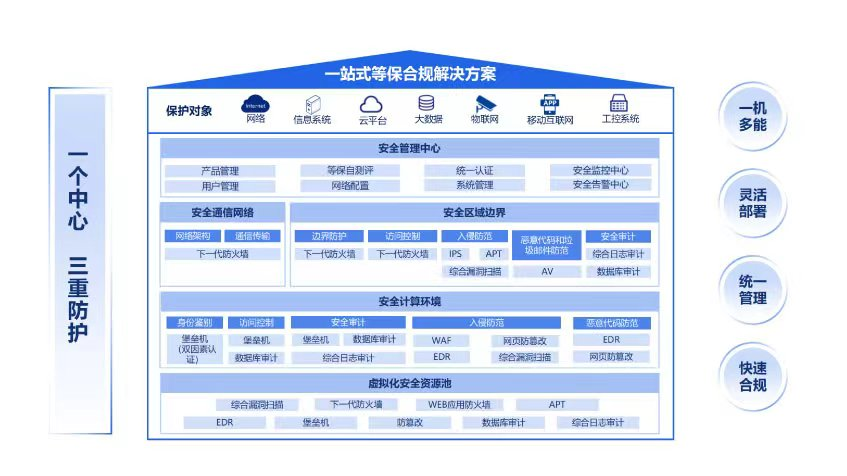 一站式等保合规解决方案
一个中心 三重防护
保护对象
Internet
网络
信息系统
云平台
大数据
物联网
APP
移动互联网
工控系统
安全管理中心
产品管理 等保自测评 统一认证 安全监控中心
用户管理 网络配置 系统管理 安全告警中心
安全通信网络
网络架构 通信传输
下一代防火墙
安全区域边界
边界防护 访问控制 入侵防范 恶意代码和垃
圾邮件防范 安全审计
下一代防火墙 下一代防火墙 IPS APT 综合日志审计
综合漏洞扫描 AV 数据库审计
安全计算环境
身份鉴别 访问控制 安全审计 入侵防范 恶意代码防范
堡垒机
(双因素认
证)
堡垒机
数据库审计
堡垒机 数据库审计
综合日志审计
WAF 网页防篡改
EDR 综合漏洞扫描
EDR
网页防篡改
虚拟化安全资源池
综合漏洞扫描 下一代防火墙 WEB应用防火墙 APT
EDR 堡垒机 防篡改 数据库审计 综合日志审计
一机
多能
灵活
部署
统一
管理
快速
合规